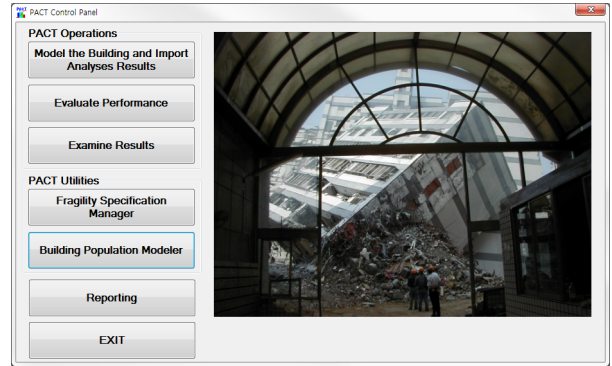 PACT
PACT Control Panel
PACT Operations
Model the Building and Import
Analyses Results
Evaluate Performance
Examine Results
PACT Utilities
Fragility Specification
Manager
Building Population Modeler
Reporting
EXIT